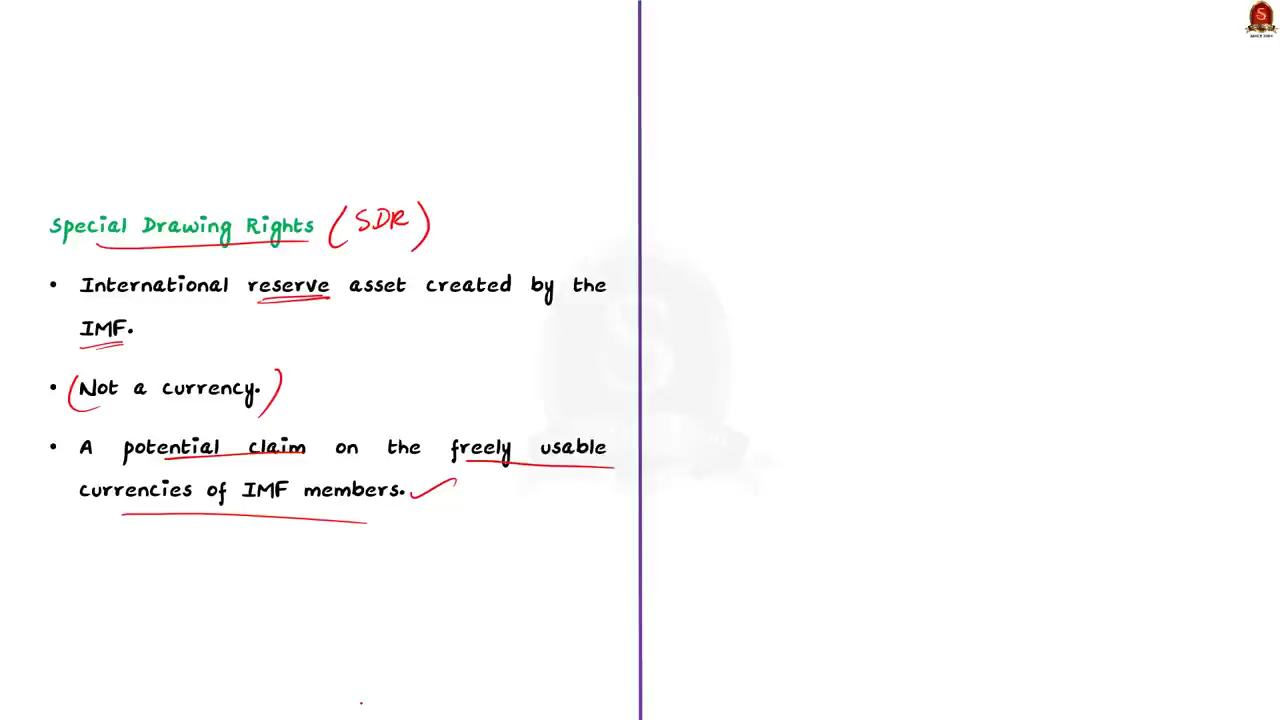 Special Drawing Rights (SDR)
• International reserve asset created by the
IMF.
• (Not a currency.)
• A potential claim on the freely usable
currencies of IMF members.